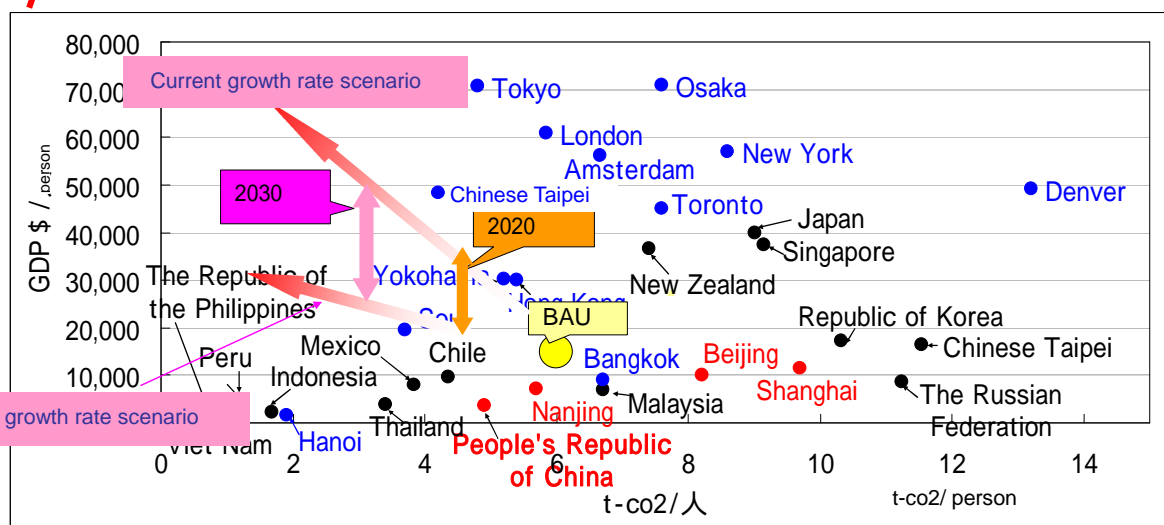 80,000
70,000
60,000
50,000
40,000
30,000
20,000
10,000
GDP $ /.person
Current growth rate scenario
2030
2020
BAU
growth rate scenario
Tokyo
Osaka
London
Amsterdam
New York
Chinese Taipei
Toronto
Denver
Japan
Singapore
New Zealand
The Republic of
the Philippines
Yokohama
Hong Kong
Republic of Korea
Mexico
Chile
Chinese Taipei
Peru
Indonesia
Bangkok
Beijing
Shanghai
Malaysia
The Russian
Federation
Nanjing
Hanoi
Thailand
Viet Nam
People's Republic
of China
0
2
4
6
8
10
12
14
t-co2/人
t-co2/ person